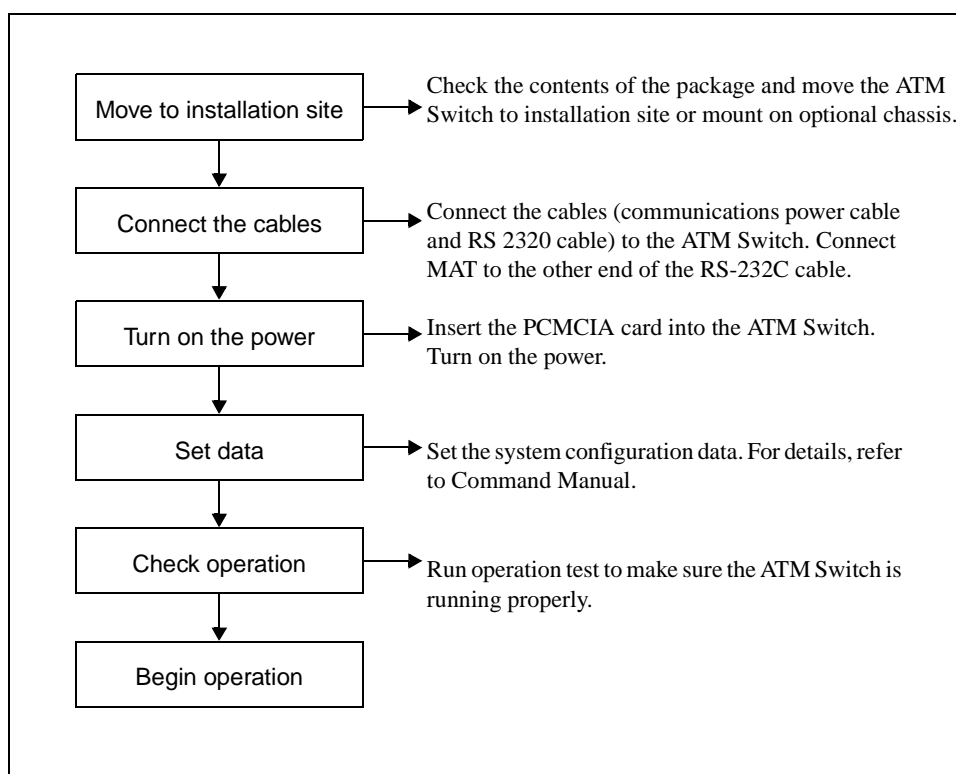 Move to installation site
Check the contents of the package and move the ATM
Switch to installation site or mount on optional chassis.
Connect the cables
Connect the cables (communications power cable
and RS 2320 cable) to the ATM Switch. Connect
MAT to the other end of the RS-232C cable.
Turn on the power
Insert the PCMCIA card into the ATM Switch.
Turn on the power.
Set data
Set the system configuration data. For details, refer
to Command Manual.
Check operation
Run operation test to make sure the ATM Switch is
running properly.
Begin operation